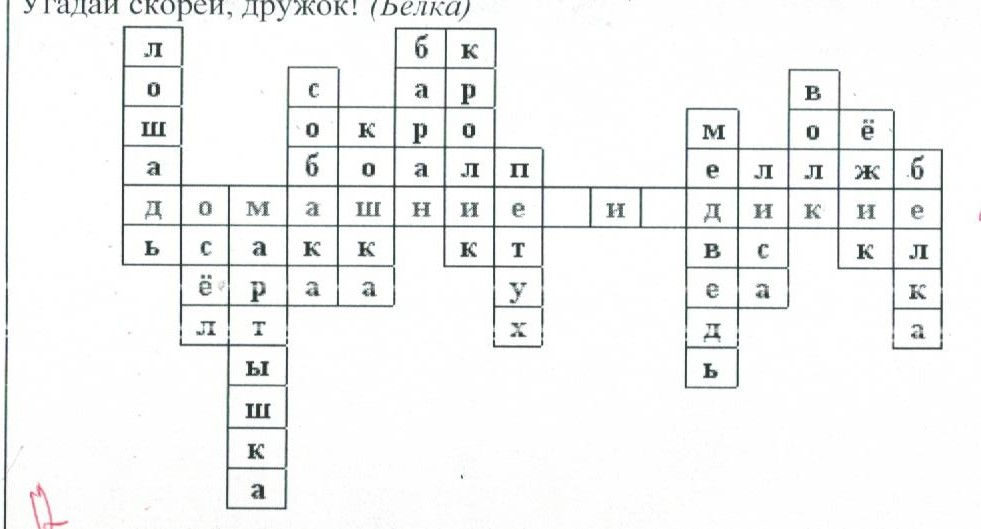 Угадай скорей, дружок! (Белка)
л б к
о с а р в
ш о к р о м о ё
а б о а л п е л л ж б
д о м а ш н и е и д и к и е
ь с а к к к т в с к л
ё р а а у е а к
л т х д а
ы ь
ш
к
а